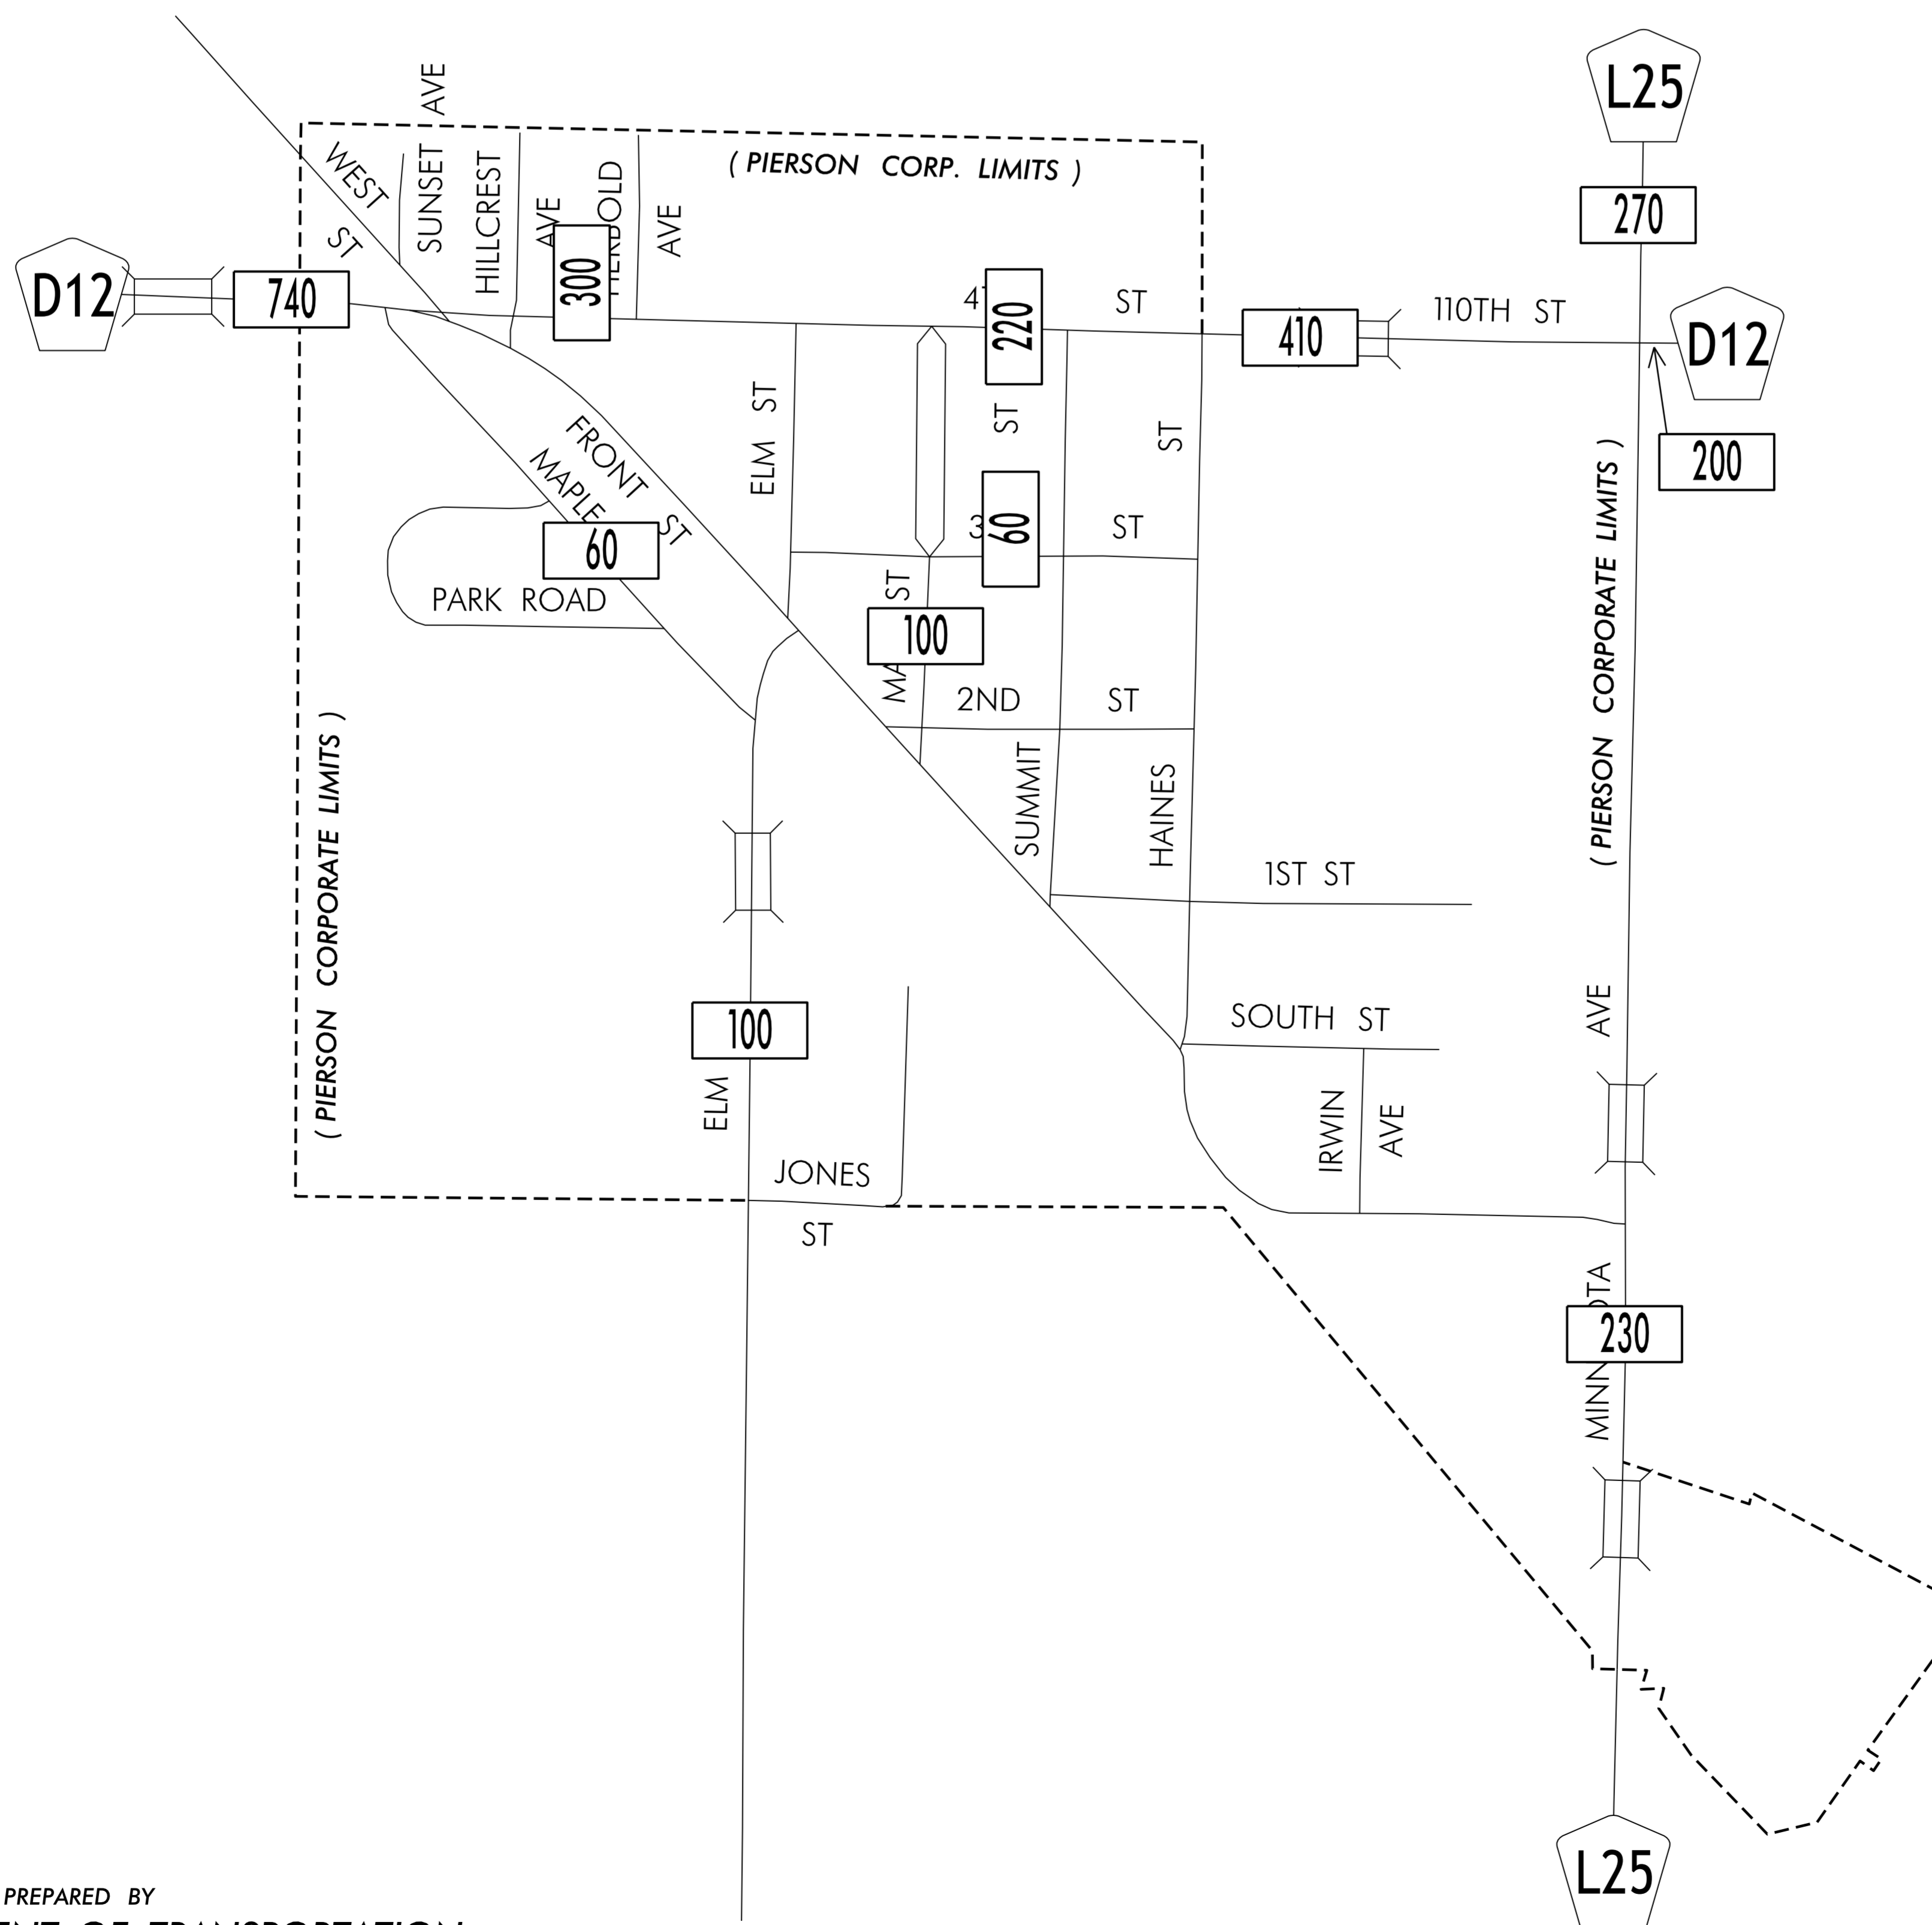 L25
AVE
WEST ST
SUNSET
HILLCREST
AVE
AVE
( PIERSON CORP. LIMITS )
270
D12
740
300
220
ST
410
110TH ST
D12
200
ELM ST
ST
ST
FRONT ST
MAPLE
60
60
ST
PARK ROAD
ST
100
2ND ST
( PIERSON CORPORATE LIMITS )
( PIERSON CORPORATE LIMITS )
SUMMIT
HAINES
1ST ST
AVE
100
SOUTH ST
ELM
IRWIN
AVE
JONES
ST
230
L25
PREPARED BY
OF TRANSPORTATION